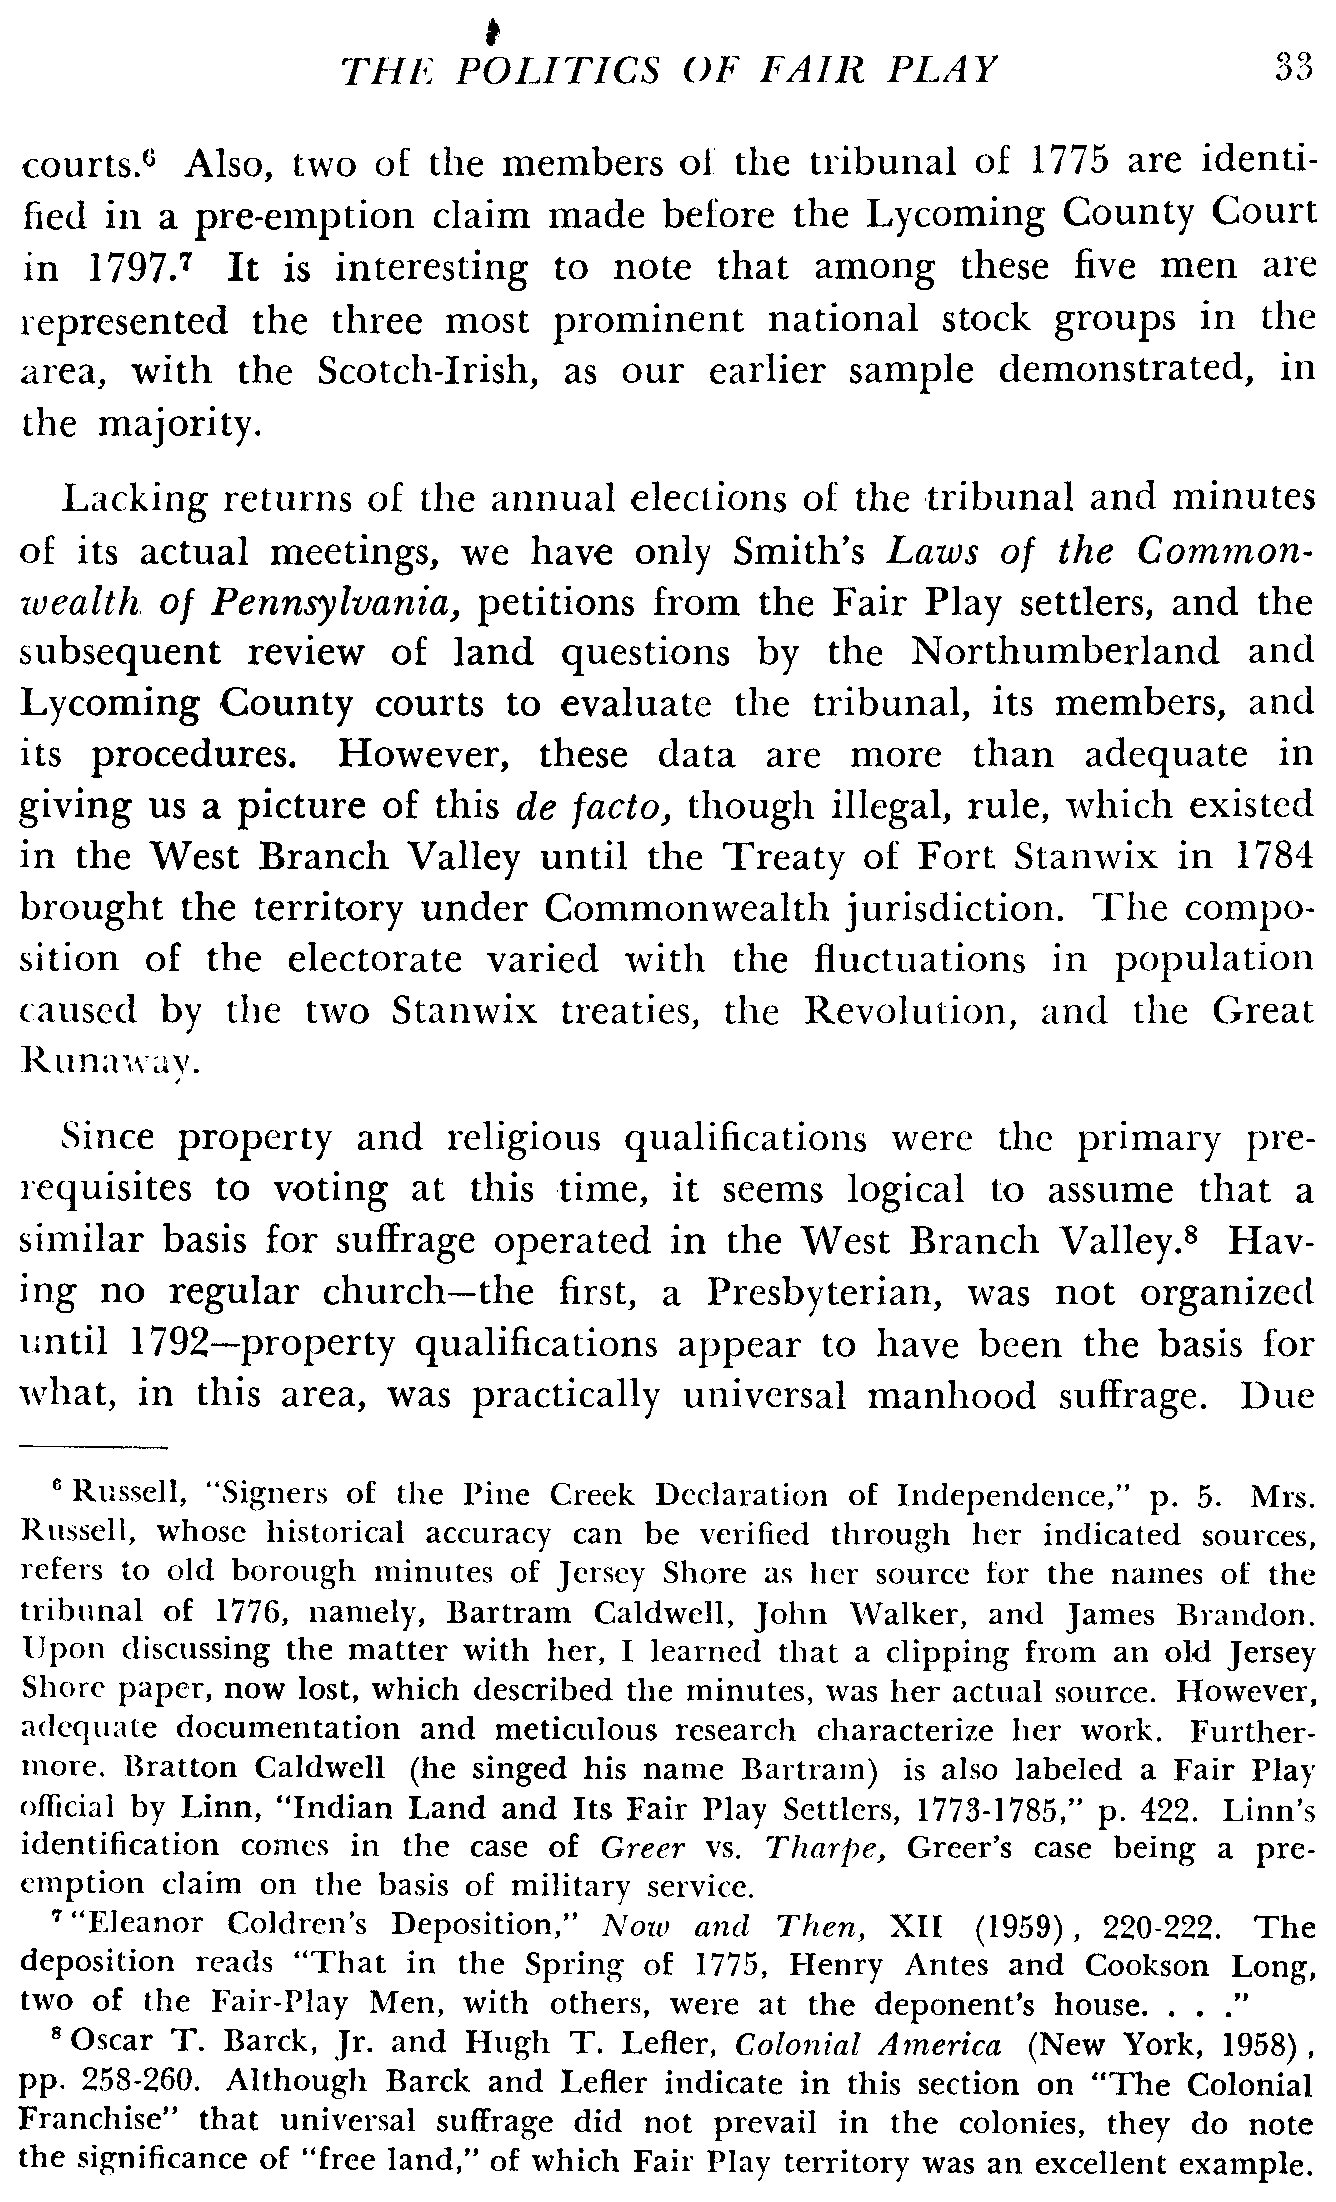 THE POLITICS OF FAIR PLAY 33
courts.⁶ Also, two of the members of the tribunal of 1775 are identi-
fied in a pre-emption claim made before the Lycoming County Court
in 1797.⁷ It is interesting to note that among these five men are
represented the three most prominent national stock groups in the
area, with the Scotch-Irish, as our earlier sample demonstrated, in
the majority.
Lacking returns of the annual elections of the tribunal and minutes
of its actual meetings, we have only Smith's Laws of the Common-
wealth of Pennsylvania, petitions from the Fair Play settlers, and the
subsequent review of land questions by the Northumberland and
Lycoming County courts to evaluate the tribunal, its members, and
its procedures. However, these data are more than adequate in
giving us a picture of this de facto, though illegal, rule, which existed
in the West Branch Valley until the Treaty of Fort Stanwix in 1784
brought the territory under Commonwealth jurisdiction. The compo-
sition of the electorate varied with the fluctuations in population
caused by the two Stanwix treaties, the Revolution, and the Great
Runaway.
Since property and religious qualifications were the primary pre-
requisites to voting at this time, it seems logical to assume that a
similar basis for suffrage operated in the West Branch Valley.⁸ Hav-
ing no regular church—the first, a Presbyterian, was not organized
until 1792—property qualifications appear to have been the basis for
what, in this area, was practically universal manhood suffrage. Due
⁶ Russell, "Signers of the Pine Creek Declaration of Independence," p. 5. Mrs.
Russell, whose historical accuracy can be verified through her indicated sources,
refers to old borough minutes of Jersey Shore as her source for the names of the
tribunal of 1776, namely, Bartram Caldwell, John Walker, and James Brandon.
Upon discussing the matter with her, I learned that a clipping from an old Jersey
Shore paper, now lost, which described the minutes, was her actual source. However,
adequate documentation and meticulous research characterize her work. Further-
more, Bratton Caldwell (he singed his name Bartram) is also labeled a Fair Play
official by Linn, "Indian Land and Its Fair Play Settlers, 1773-1785," p. 422. Linn's
identification comes in the case of Greer vs. Tharpe, Greer's case being a pre-
emption claim on the basis of military service.
⁷ "Eleanor Coldren's Deposition," Now and Then, XII (1959), 220-222. The
deposition reads "That in the Spring of 1775, Henry Antes and Cookson Long,
two of the Fair-Play Men, with others, were at the deponent's house. . . ."
⁸ Oscar T. Barck, Jr. and Hugh T. Lefler, Colonial America (New York, 1958),
pp. 258-260. Although Barck and Lefler indicate in this section on "The Colonial
Franchise" that universal suffrage did not prevail in the colonies, they do note
the significance of "free land," of which Fair Play territory was an excellent example.